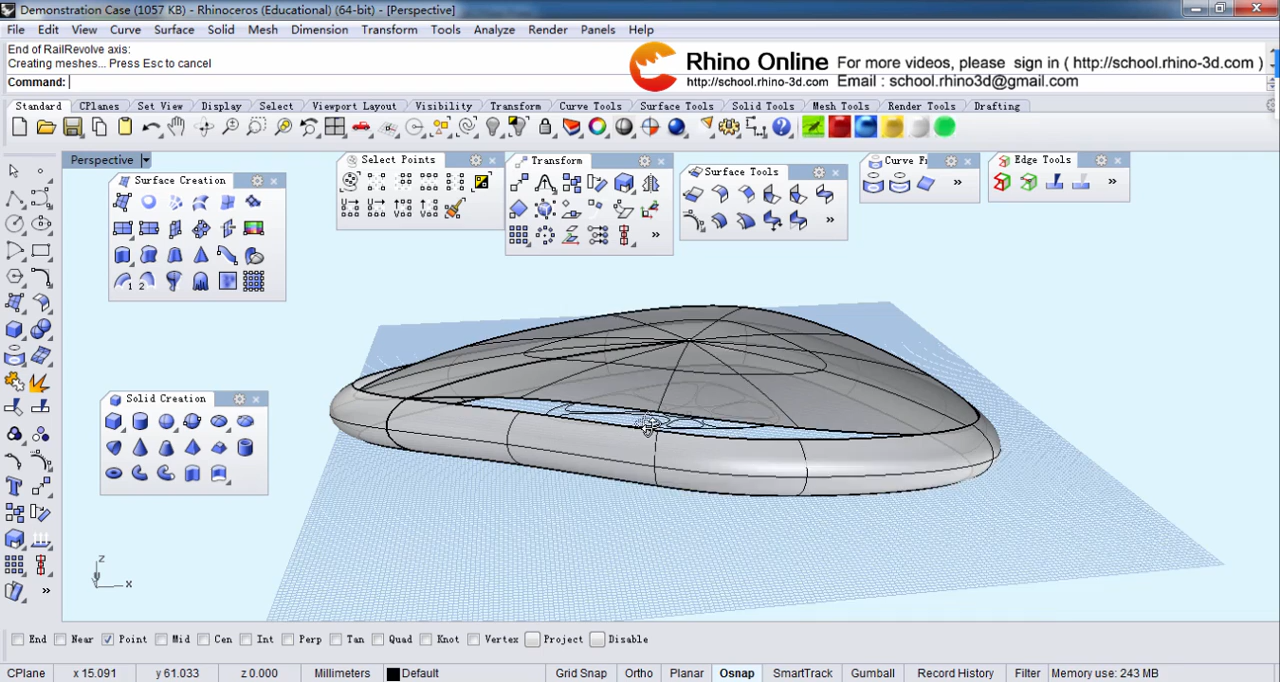 Demonstration Case (1057 KB) - Rhinoceros (Educational) (64-bit) - [Perspective]
File Edit View Curve Surface Solid Mesh Dimension Transform Tools Analyze Render Panels Help
End of RailRevolve axis:
Creating meshes... Press Esc to cancel
Command:
Rhino Online
http://school.rhino-3d.com
For more videos, please sign in ( http://school.rhino-3d.com )
Email : school.rhino3d@gmail.com
Standard CPlanes Set View Display Select Viewport Layout Visibility Transform Curve Tools Surface Tools Solid Tools Mesh Tools Render Tools Drafting
Perspective
Surface Creation
Select Points
Transform
Surface Tools
Curve F
Edge Tools
Solid Creation
z
x
End Near Point Mid Cen Int Perp Tan Quad Knot Vertex Project Disable
CPlane x 15.091 y 61.033 z 0.000 Millimeters Default Grid Snap Ortho Planar Osnap SmartTrack Gumball Record History Filter Memory use: 243 MB